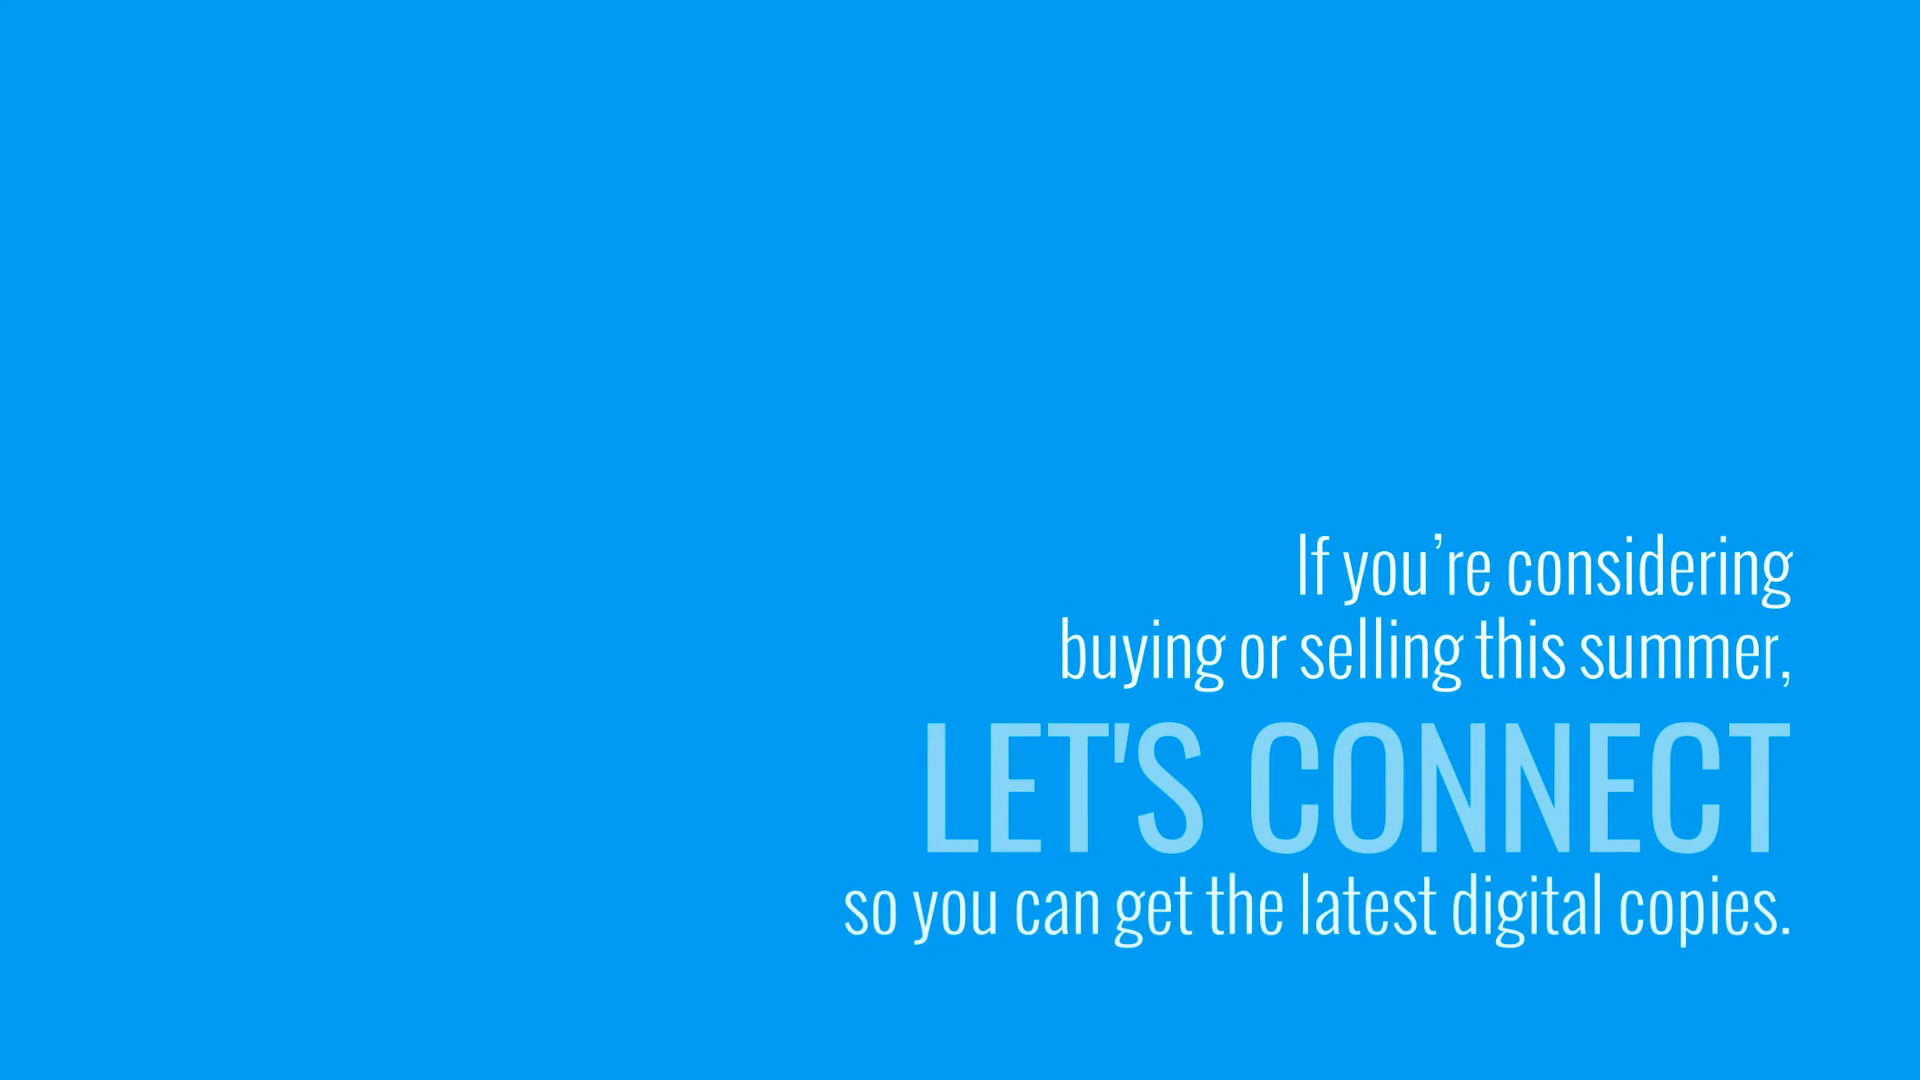 If you’re considering
buying or selling this summer,
LET'S CONNECT
so you can get the latest digital copies.